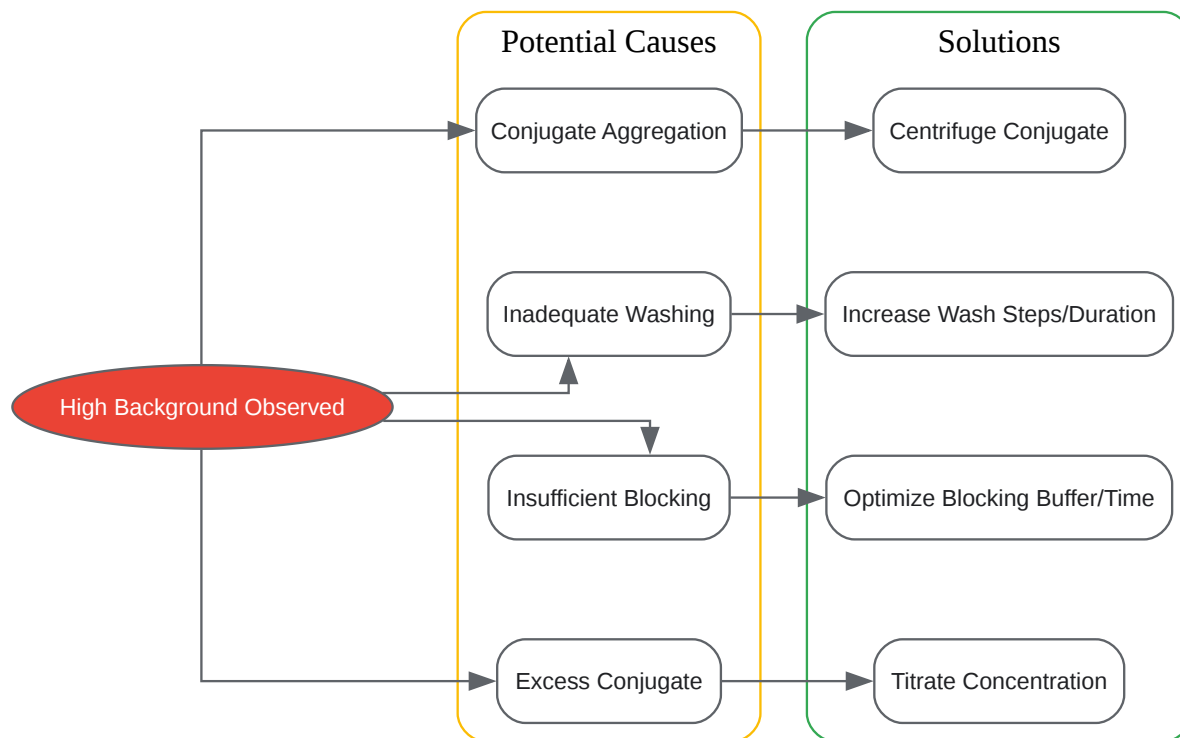 Potential Causes
Solutions
Conjugate Aggregation
Centrifuge Conjugate
Inadequate Washing
Increase Wash Steps/Duration
High Background Observed
Insufficient Blocking
Optimize Blocking Buffer/Time
Excess Conjugate
Titrate Concentration